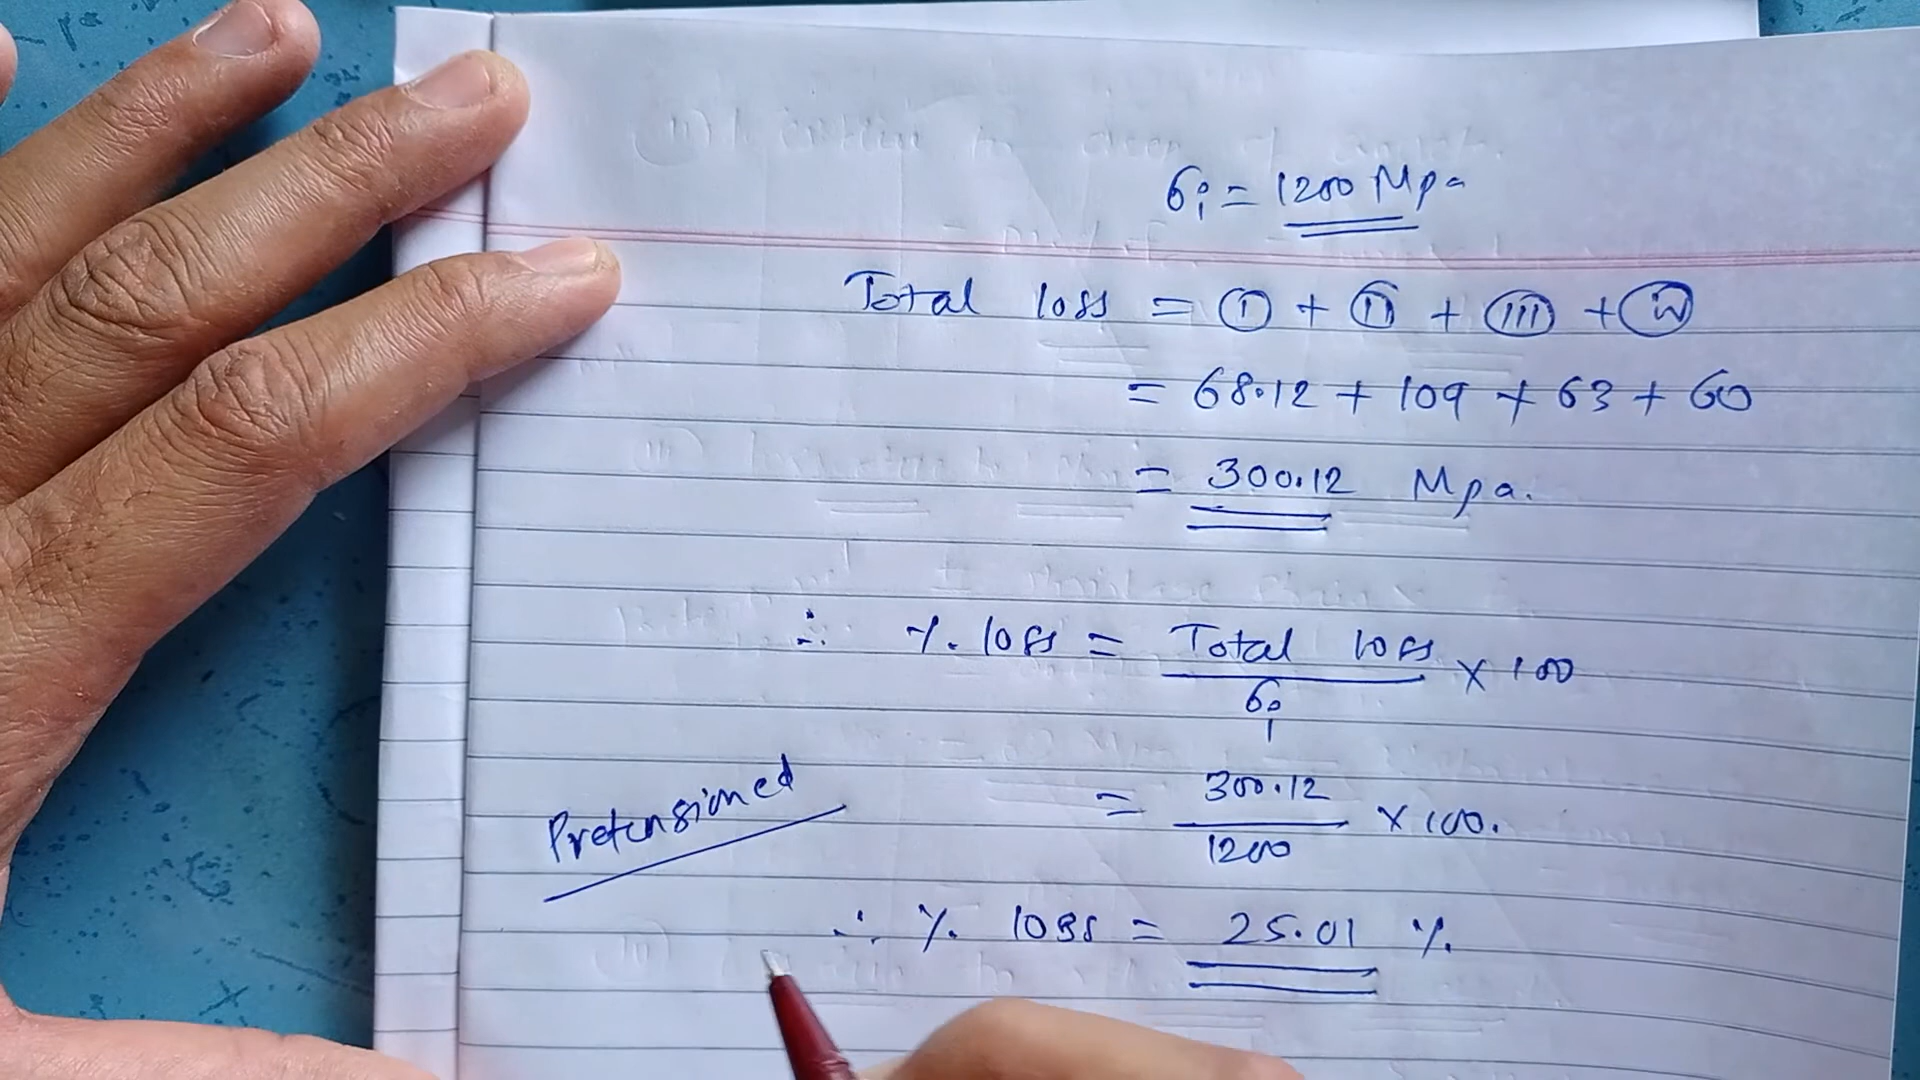 σi = 1200 Mpa
Total loss = Ⓘ + Ⓘⓘ + ⒾⒾⒾ + ⓘⓥ
= 68.12 + 109 + 63 + 60
= 300.12 Mpa.
∴ %. loss = Total loss / σi × 100
Pretensioned
= 300.12 / 1200 × 100.
∴ %. loss = 25.01 %.